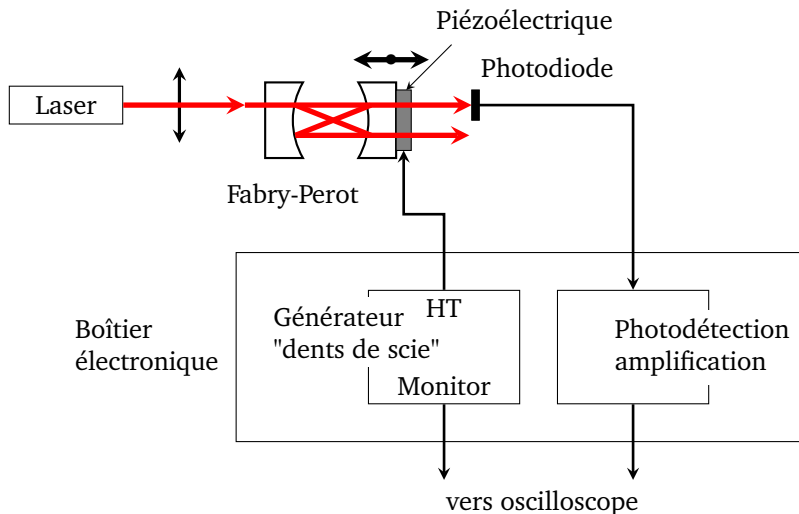 Piézoélectrique
Photodiode
Laser
Fabry-Perot
Boîtier
électronique
Générateur
"dents de scie"
HT
Monitor
Photodétection
amplification
vers oscilloscope